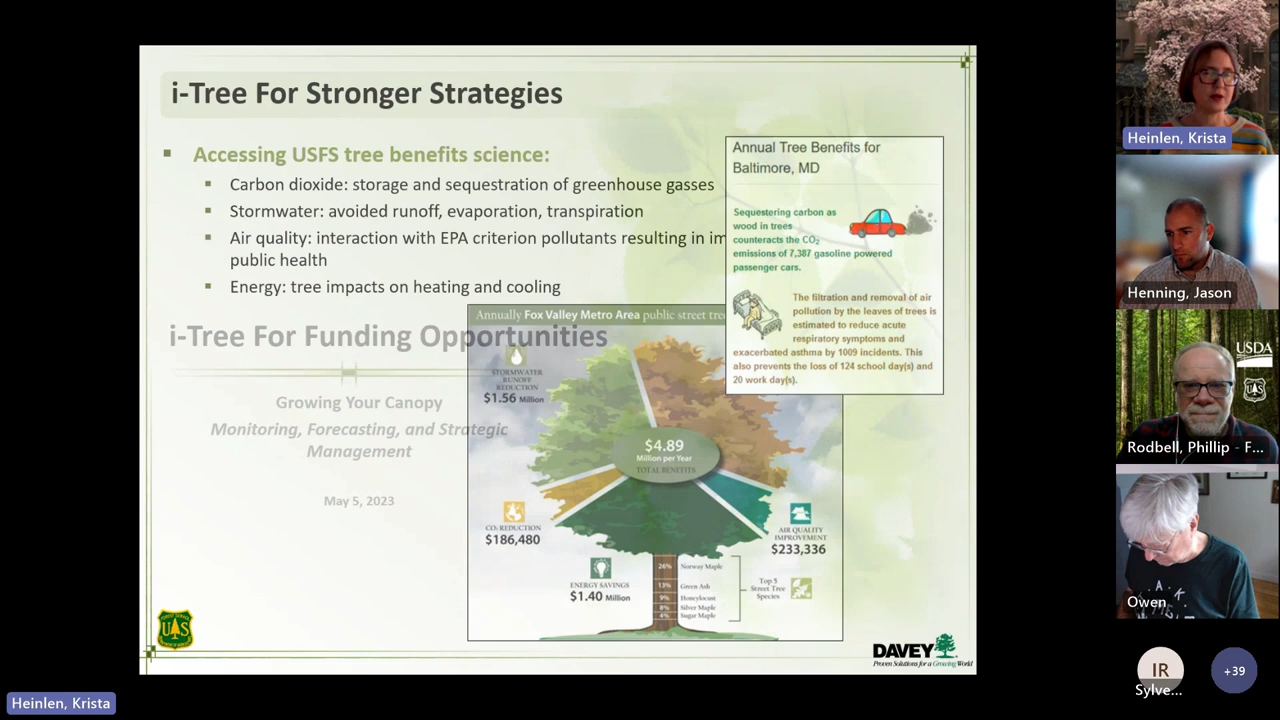 i-Tree For Stronger Strategies
Accessing USFS tree benefits science:
Carbon dioxide: storage and sequestration of greenhouse gasses
Stormwater: avoided runoff, evaporation, transpiration
Air quality: interaction with EPA criterion pollutants resulting in im
public health
Energy: tree impacts on heating and cooling
Annual Tree Benefits for
Baltimore, MD
Sequestering carbon as
wood in trees
counteracts the CO2
emissions of 7,387 gasoline powered
passenger cars.
The filtration and removal of air
pollution by the leaves of trees is
estimated to reduce acute
respiratory symptoms and
exacerbated asthma by 1009 incidents. This
also prevents the loss of 124 school day(s) and
20 work day(s).
i-Tree For Funding Opportunities
Growing Your Canopy
Monitoring, Forecasting, and Strategic
Management
May 5, 2023
Annually Fox Valley Metro Area public street tre
STORMWATER
RUNOFF
REDUCTION
$1.56 Million
$4.89
Million per Year
TOTAL BENEFITS
CO2 REDUCTION
$186,480
AIR QUALITY
IMPROVEMENT
$233,336
ENERGY SAVINGS
$1.40 Million
26% Norway Maple
13% Green Ash
9% Honeylocust
8% Silver Maple
4% Sugar Maple
Top 5
Street Tree
Species
U S
DAVEY
Proven Solutions for a Growing World
Heinlen, Krista
Henning, Jason
USDA
UAS
Rodbell, Phillip - F...
Owen
IR
Sylve...
+39
Heinlen, Krista